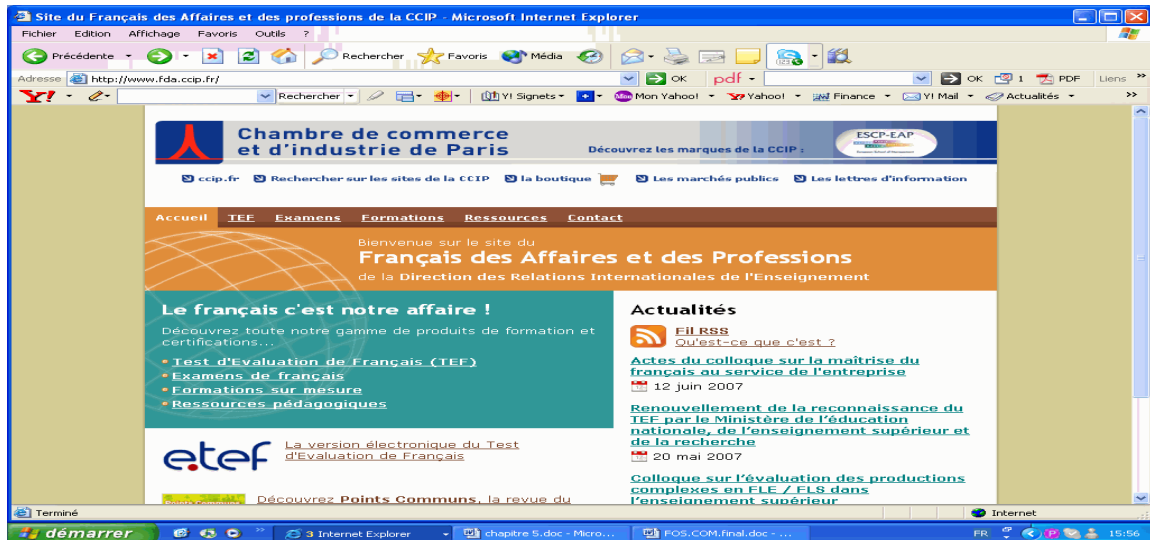 Site du Français des Affaires et des professions de la CCIP - Microsoft Internet Explorer
Fichier Edition Affichage Favoris Outils ?
Précédente Rechercher Favoris Média
Adresse http://www.fda.ccip.fr/ OK pdf - OK 1 PDF Liens »
Y! Rechercher Y! Signets Mon Yahoo! Yahoo! Finance Y! Mail Actualités »
Chambre de commerce
et d'industrie de Paris
Découvrez les marques de la CCIP :
ESCP-EAP
ccip.fr Rechercher sur les sites de la CCIP la boutique Les marchés publics Les lettres d'information
Accueil TEF Examens Formations Ressources Contact
Bienvenue sur le site du
Français des Affaires et des Professions
de la Direction des Relations Internationales de l'Enseignement
Le français c'est notre affaire !
Découvrez toute notre gamme de produits de formation et
certifications...
Test d'Evaluation de Français (TEF)
Examens de français
Formations sur mesure
Ressources pédagogiques
etef
La version électronique du Test
d'Evaluation de Français
Découvrez Points Communs, la revue du
Actualités
Fil RSS
Qu'est-ce que c'est ?
Actes du colloque sur la maîtrise du
français au service de l'entreprise
12 juin 2007
Renouvellement de la reconnaissance du
TEF par le Ministère de l'éducation
nationale, de l'enseignement supérieur et
de la recherche
20 mai 2007
Colloque sur l'évaluation des productions
complexes en FLE / FLS dans
l'enseignement supérieur
Terminé Internet
démarrer » 3 Internet Explorer chapitre 5.doc - Micro... FOS.COM.final.doc - ... FR 15:56